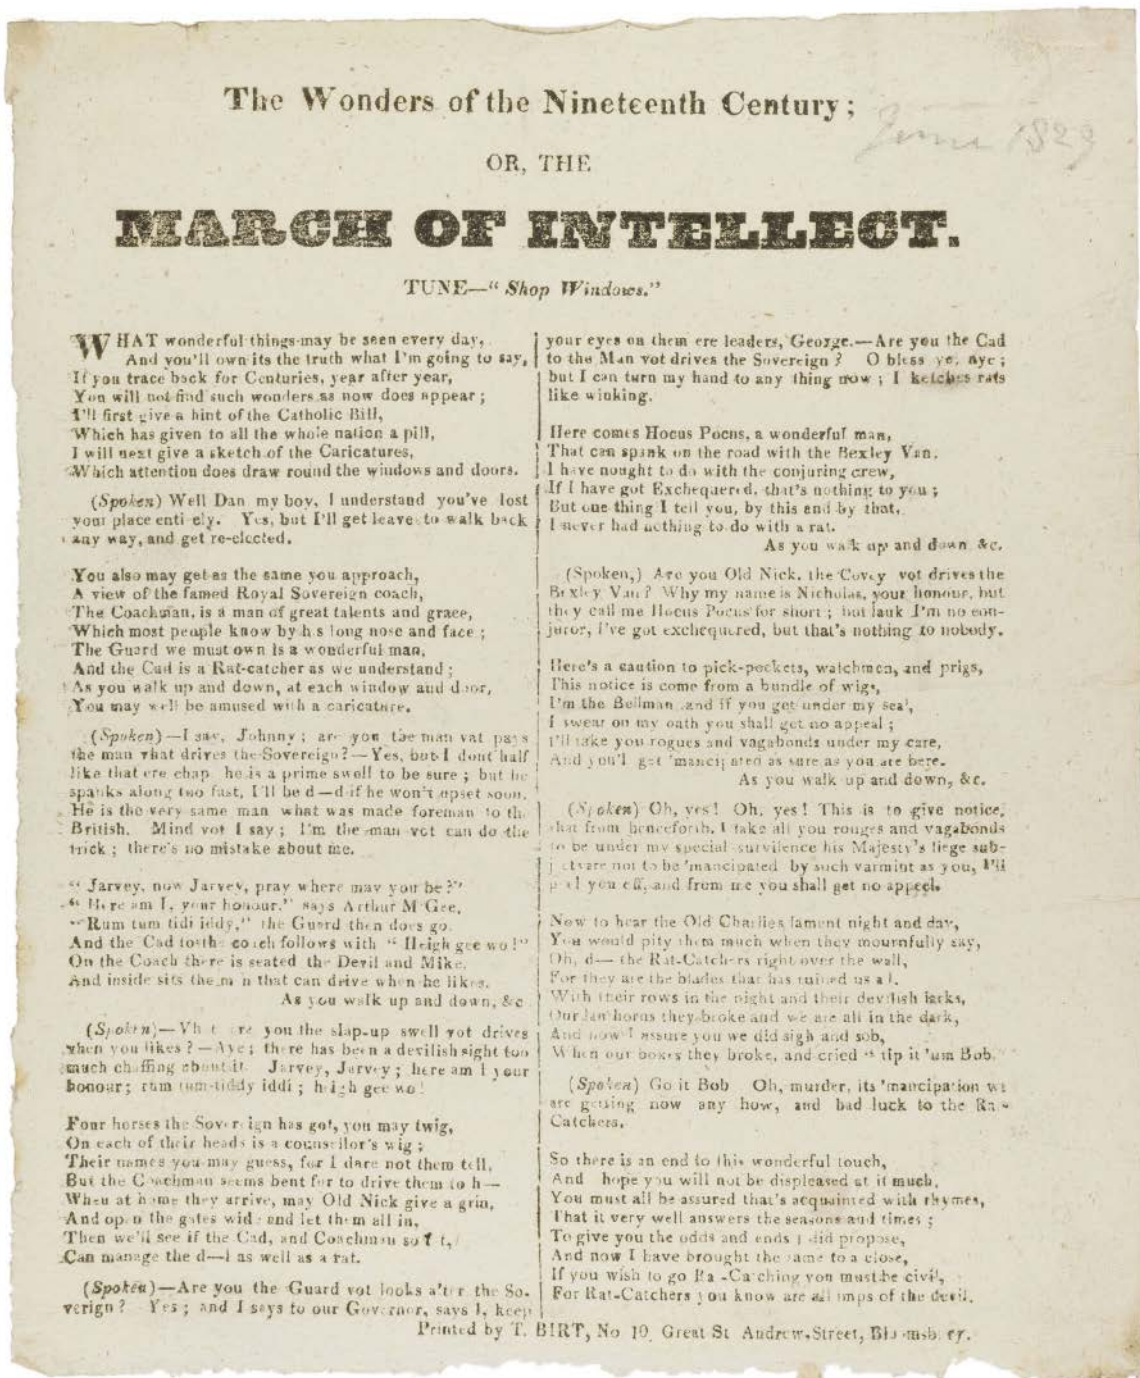 The Wonders of the Nineteenth Century;
June 1829
OR, THE
MARCH OF INTELLECT.
TUNE—"Shop Windows."
WHAT wonderful things may be seen every day,
And you'll own its the truth what I'm going to say,
If you trace back for Centuries, year after year,
You will not find such wonders as now does appear;
I'll first give a hint of the Catholic Bill,
Which has given to all the whole nation a pill,
I will next give a sketch of the Caricatures,
Which attention does draw round the windows and doors.
(Spoken) Well Dan my boy, I understand you've lost
your place enti ely. Yes, but I'll get leave to walk back
any way, and get re-elected.
You also may get as the same you approach,
A view of the famed Royal Sovereign coach,
The Coachman, is a man of great talents and grace,
Which most people know by h s long nose and face;
The Guard we must own is a wonderful man,
And the Cad is a Rat-catcher as we understand;
As you walk up and down, at each window and door,
You may well be amused with a caricature.
(Spoken)—I say, Johnny; are you the man vat pays
the man what drives the Sovereign?—Yes, but I dont half
like that ere chap he is a prime swell to be sure; but he
spanks along too fast, I'll be d—d if he won't upset soon.
He is the very same man what was made foreman to th
British. Mind vot I say; I'm the man vot can do the
trick; there's no mistake about me.
"Jarvey, now Jarvey, pray where may you be?"
"Here am I, your honour," says Arthur M'Gee,
"Rum tum tidi iddy," the Guard then does go.
And the Cad to the coach follows with "Heigh gee wo!"
On the Coach there is seated the Devil and Mike,
And inside sits the m n that can drive when he likes.
As you walk up and down, &c
(Spoken)—Vh t re you the slap-up swell vot drives
when you likes?—Aye; there has been a devilish sight too
much chaffing about it. Jarvey, Jarvey; here am I your
honour; rum tum tiddy iddi; heigh gee wo!
Four horses the Sover ign has got, you may twig,
On each of their heads is a counsellor's wig;
Their names you may guess, for I dare not them tell,
But the Coachman seems bent for to drive them to h—
When at home they arrive, may Old Nick give a grin,
And op n the gates wid and let them all in,
Then we'll see if the Cad, and Coachman so
Can manage the d—l as well as a rat.
(Spoken)—Are you the Guard vot looks a'ter the So-
verign? Yes; and I says to our Governor, says I, keep
your eyes on them ere leaders, George.—Are you the Cad
to the Man vot drives the Sovereign? O bless ye, aye;
but I can turn my hand to any thing now; I ketches rats
like winking.
Here comes Hocus Pocus, a wonderful man,
That can spank on the road with the Bexley Van.
I have nought to do with the conjuring crew,
If I have got Exchequered, that's nothing to you;
But one thing I tell you, by this and by that,
I never had nothing to do with a rat.
As you walk up and down &c.
(Spoken,) Are you Old Nick, the Covey vot drives the
Bexley Van? Why my name is Nicholas, your honour, but
they call me Hocus Pocus for short; but lauk I'm no con-
juror, I've got exchequered, but that's nothing to nobody.
Here's a caution to pick-pockets, watchmen, and prigs,
This notice is come from a bundle of wigs,
I'm the Bellman and if you get under my seal,
I swear on my oath you shall get no appeal;
I'll take you rogues and vagabonds under my care,
And you'l get 'manci ated as sure as you are here.
As you walk up and down, &c.
(Spoken) Oh, yes! Oh, yes! This is to give notice,
that from henceforth, I take all you rouges and vagabonds
to be under my special survilence his Majesty's liege sub-
j cts are not to be 'mancipated by such varmint as you, I'll
peel you off, and from me you shall get no appeel.
Now to hear the Old Charlies lament night and day,
You would pity them much when they mournfully say,
Oh, d— the Rat-Catchers right over the wall,
For they are the blades that has ruined us al.
With their rows in the night and their devilish larks,
Our lanthorns they broke and we are all in the dark,
And now I assure you we did sigh and sob,
When our boxes they broke, and cried "tip it 'um Bob."
(Spoken) Go it Bob Oh, murder, its 'mancipation we
are getting now any how, and bad luck to the Ra -
Catchers.
So there is an end to this wonderful touch,
And hope you will not be displeased at it much,
You must all be assured that's acquainted with rhymes,
That it very well answers the seasons and times;
To give you the odds and ends I did propose,
And now I have brought the same to a close,
If you wish to go Ra -Catching you must be civil,
For Rat-Catchers you know are all imps of the devil.
Printed by T. BIRT, No 10, Great St Andrew-Street, Bloomsb ry.